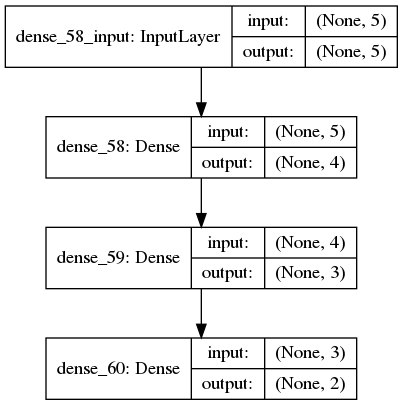 dense_58_input: InputLayer
input: (None, 5)
output: (None, 5)
dense_58: Dense
input: (None, 5)
output: (None, 4)
dense_59: Dense
input: (None, 4)
output: (None, 3)
dense_60: Dense
input: (None, 3)
output: (None, 2)